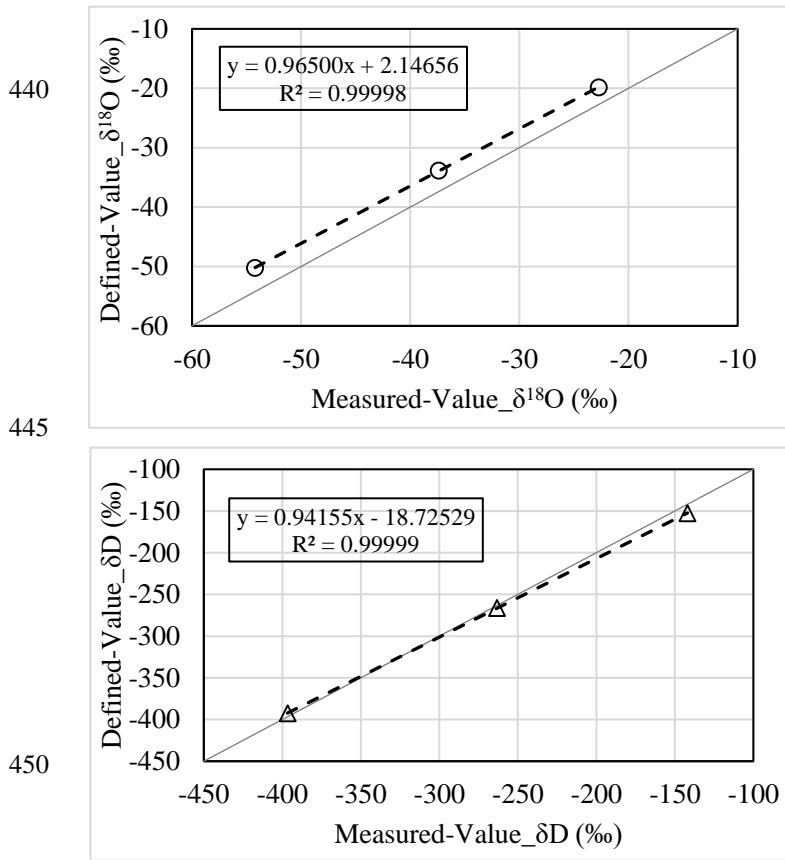 440
445
450
-10
-20
-30
-40
-50
-60
Defined-Value_δ¹⁸O (‰)
y = 0.96500x + 2.14656
R² = 0.99998
-60 -50 -40 -30 -20 -10
Measured-Value_δ¹⁸O (‰)
-100
-150
-200
-250
-300
-350
-400
-450
Defined-Value_δD (‰)
y = 0.94155x - 18.72529
R² = 0.99999
-450 -400 -350 -300 -250 -200 -150 -100
Measured-Value_δD (‰)